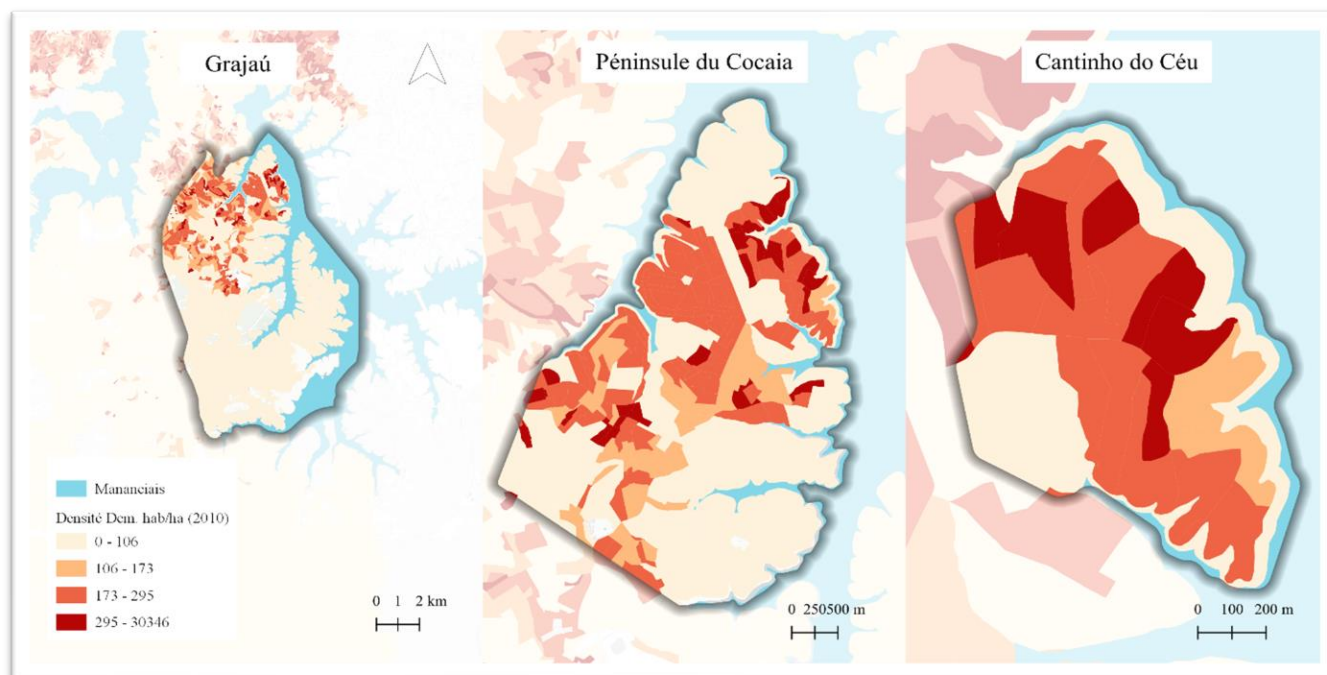 Grajaú
Péninsule du Cocaia
Cantinho do Céu
Mananciais
Densité Dem. hab/ha (2010)
0 - 106
106 - 173
173 - 295
295 - 30346
0 1 2 km
0 250500 m
0 100 200 m